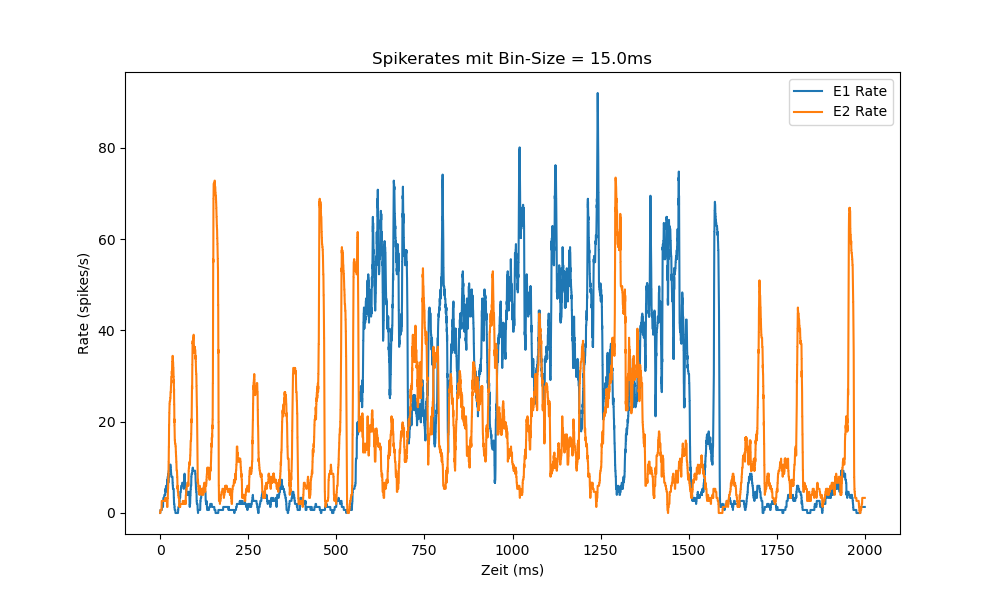 Spikerates mit Bin-Size = 15.0ms
E1 Rate
E2 Rate
80
60
40
20
0
Rate (spikes/s)
0 250 500 750 1000 1250 1500 1750 2000
Zeit (ms)